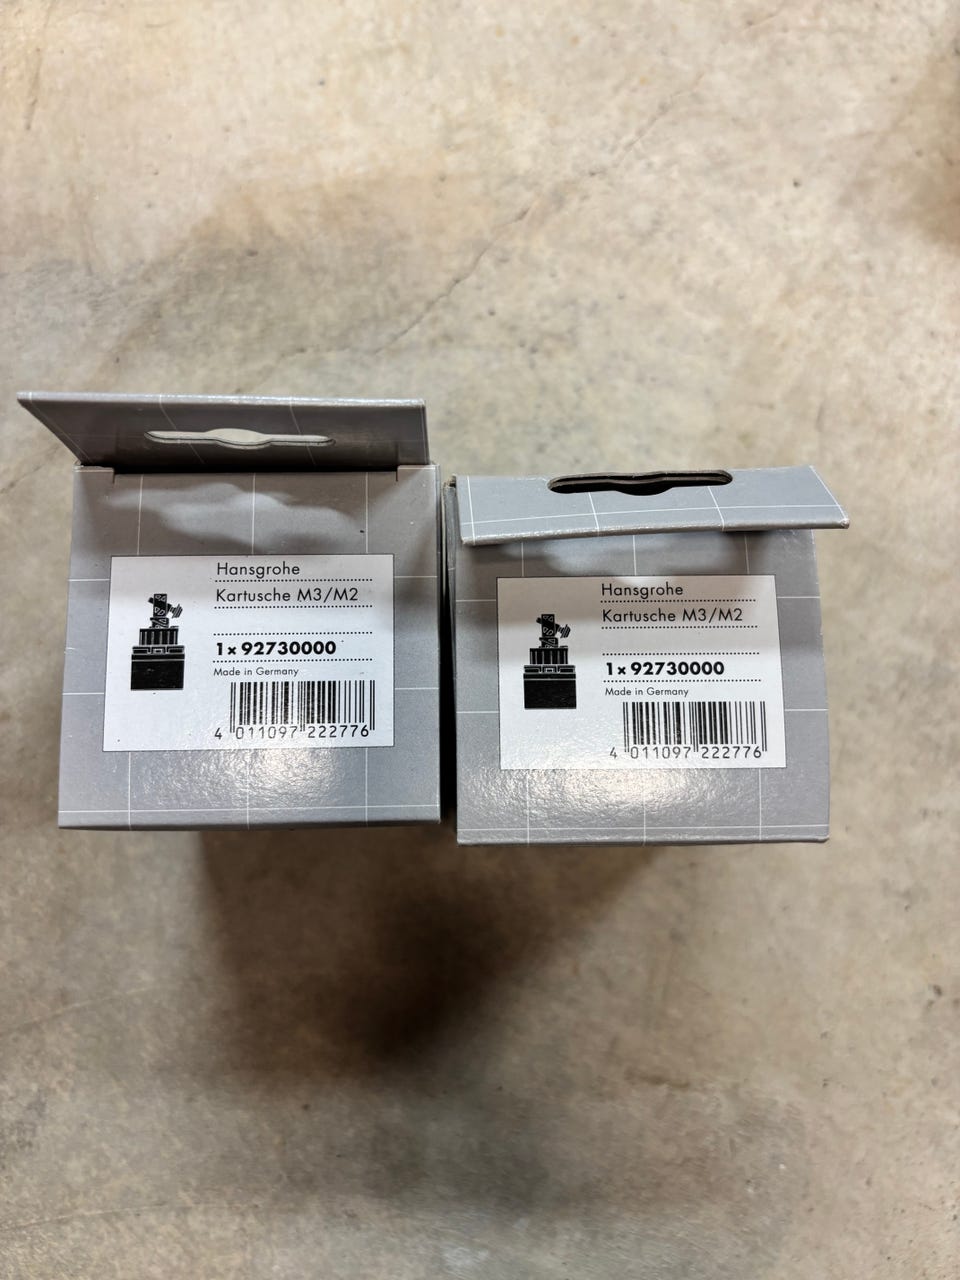 Hansgrohe
Kartusche M3/M2
1 x 92730000
Made in Germany
4 011097 222776
Hansgrohe
Kartusche M3/M2
1 x 92730000
Made in Germany
4 011097 222776